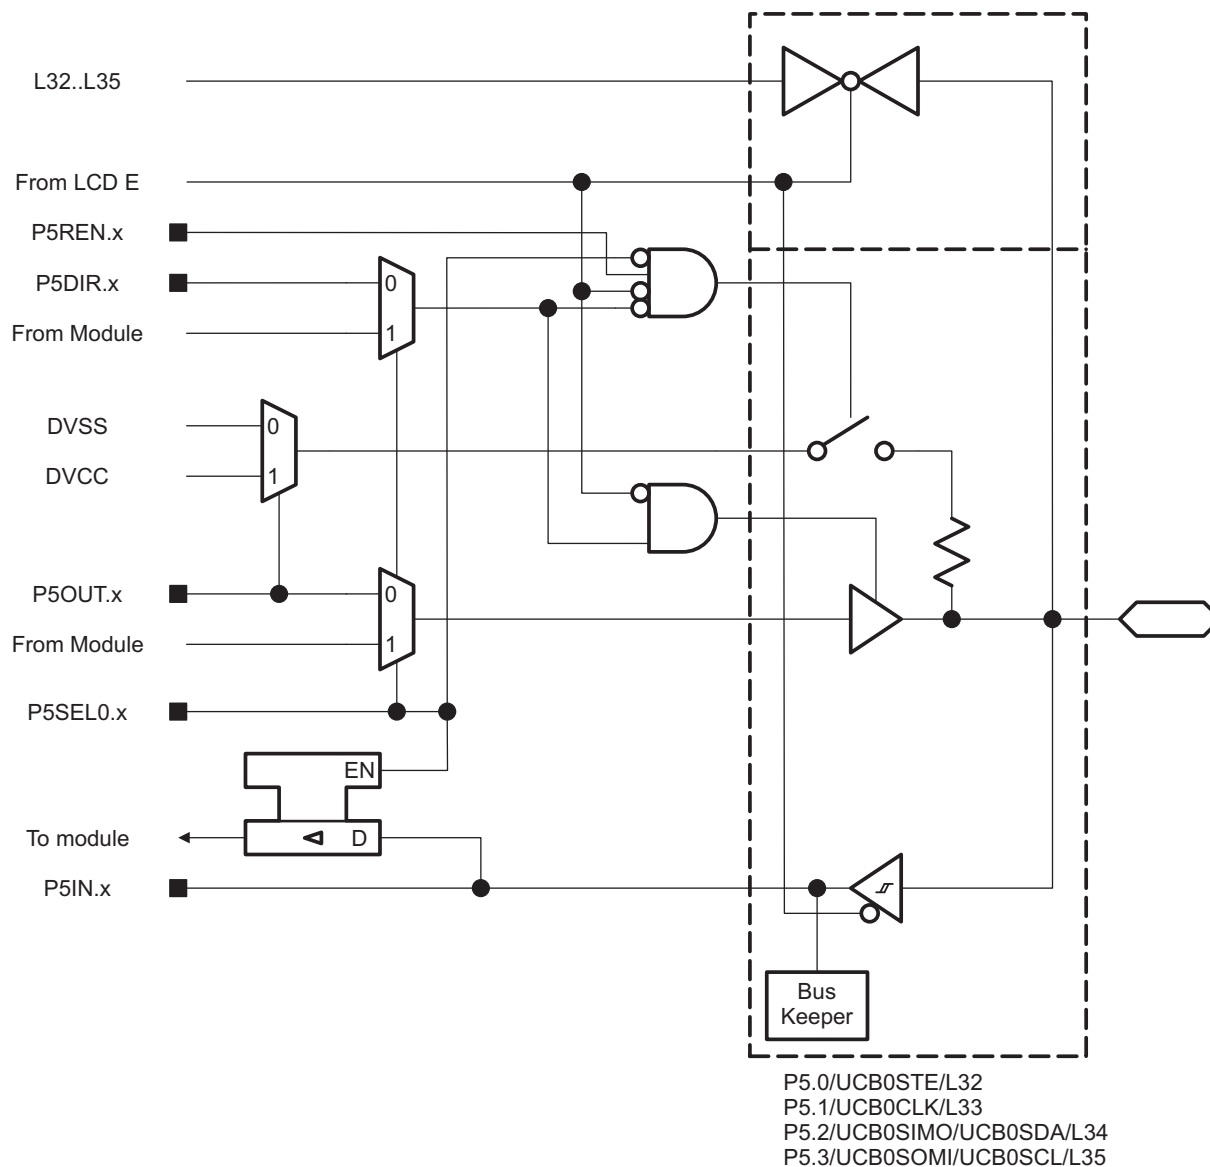 L32..L35
From LCD E
P5REN.x
P5DIR.x
0
From Module
1
DVSS
0
DVCC
1
P5OUT.x
0
From Module
1
P5SEL0.x
EN
To module
D
P5IN.x
Bus
Keeper
P5.0/UCB0STE/L32
P5.1/UCB0CLK/L33
P5.2/UCB0SIMO/UCB0SDA/L34
P5.3/UCB0SOMI/UCB0SCL/L35